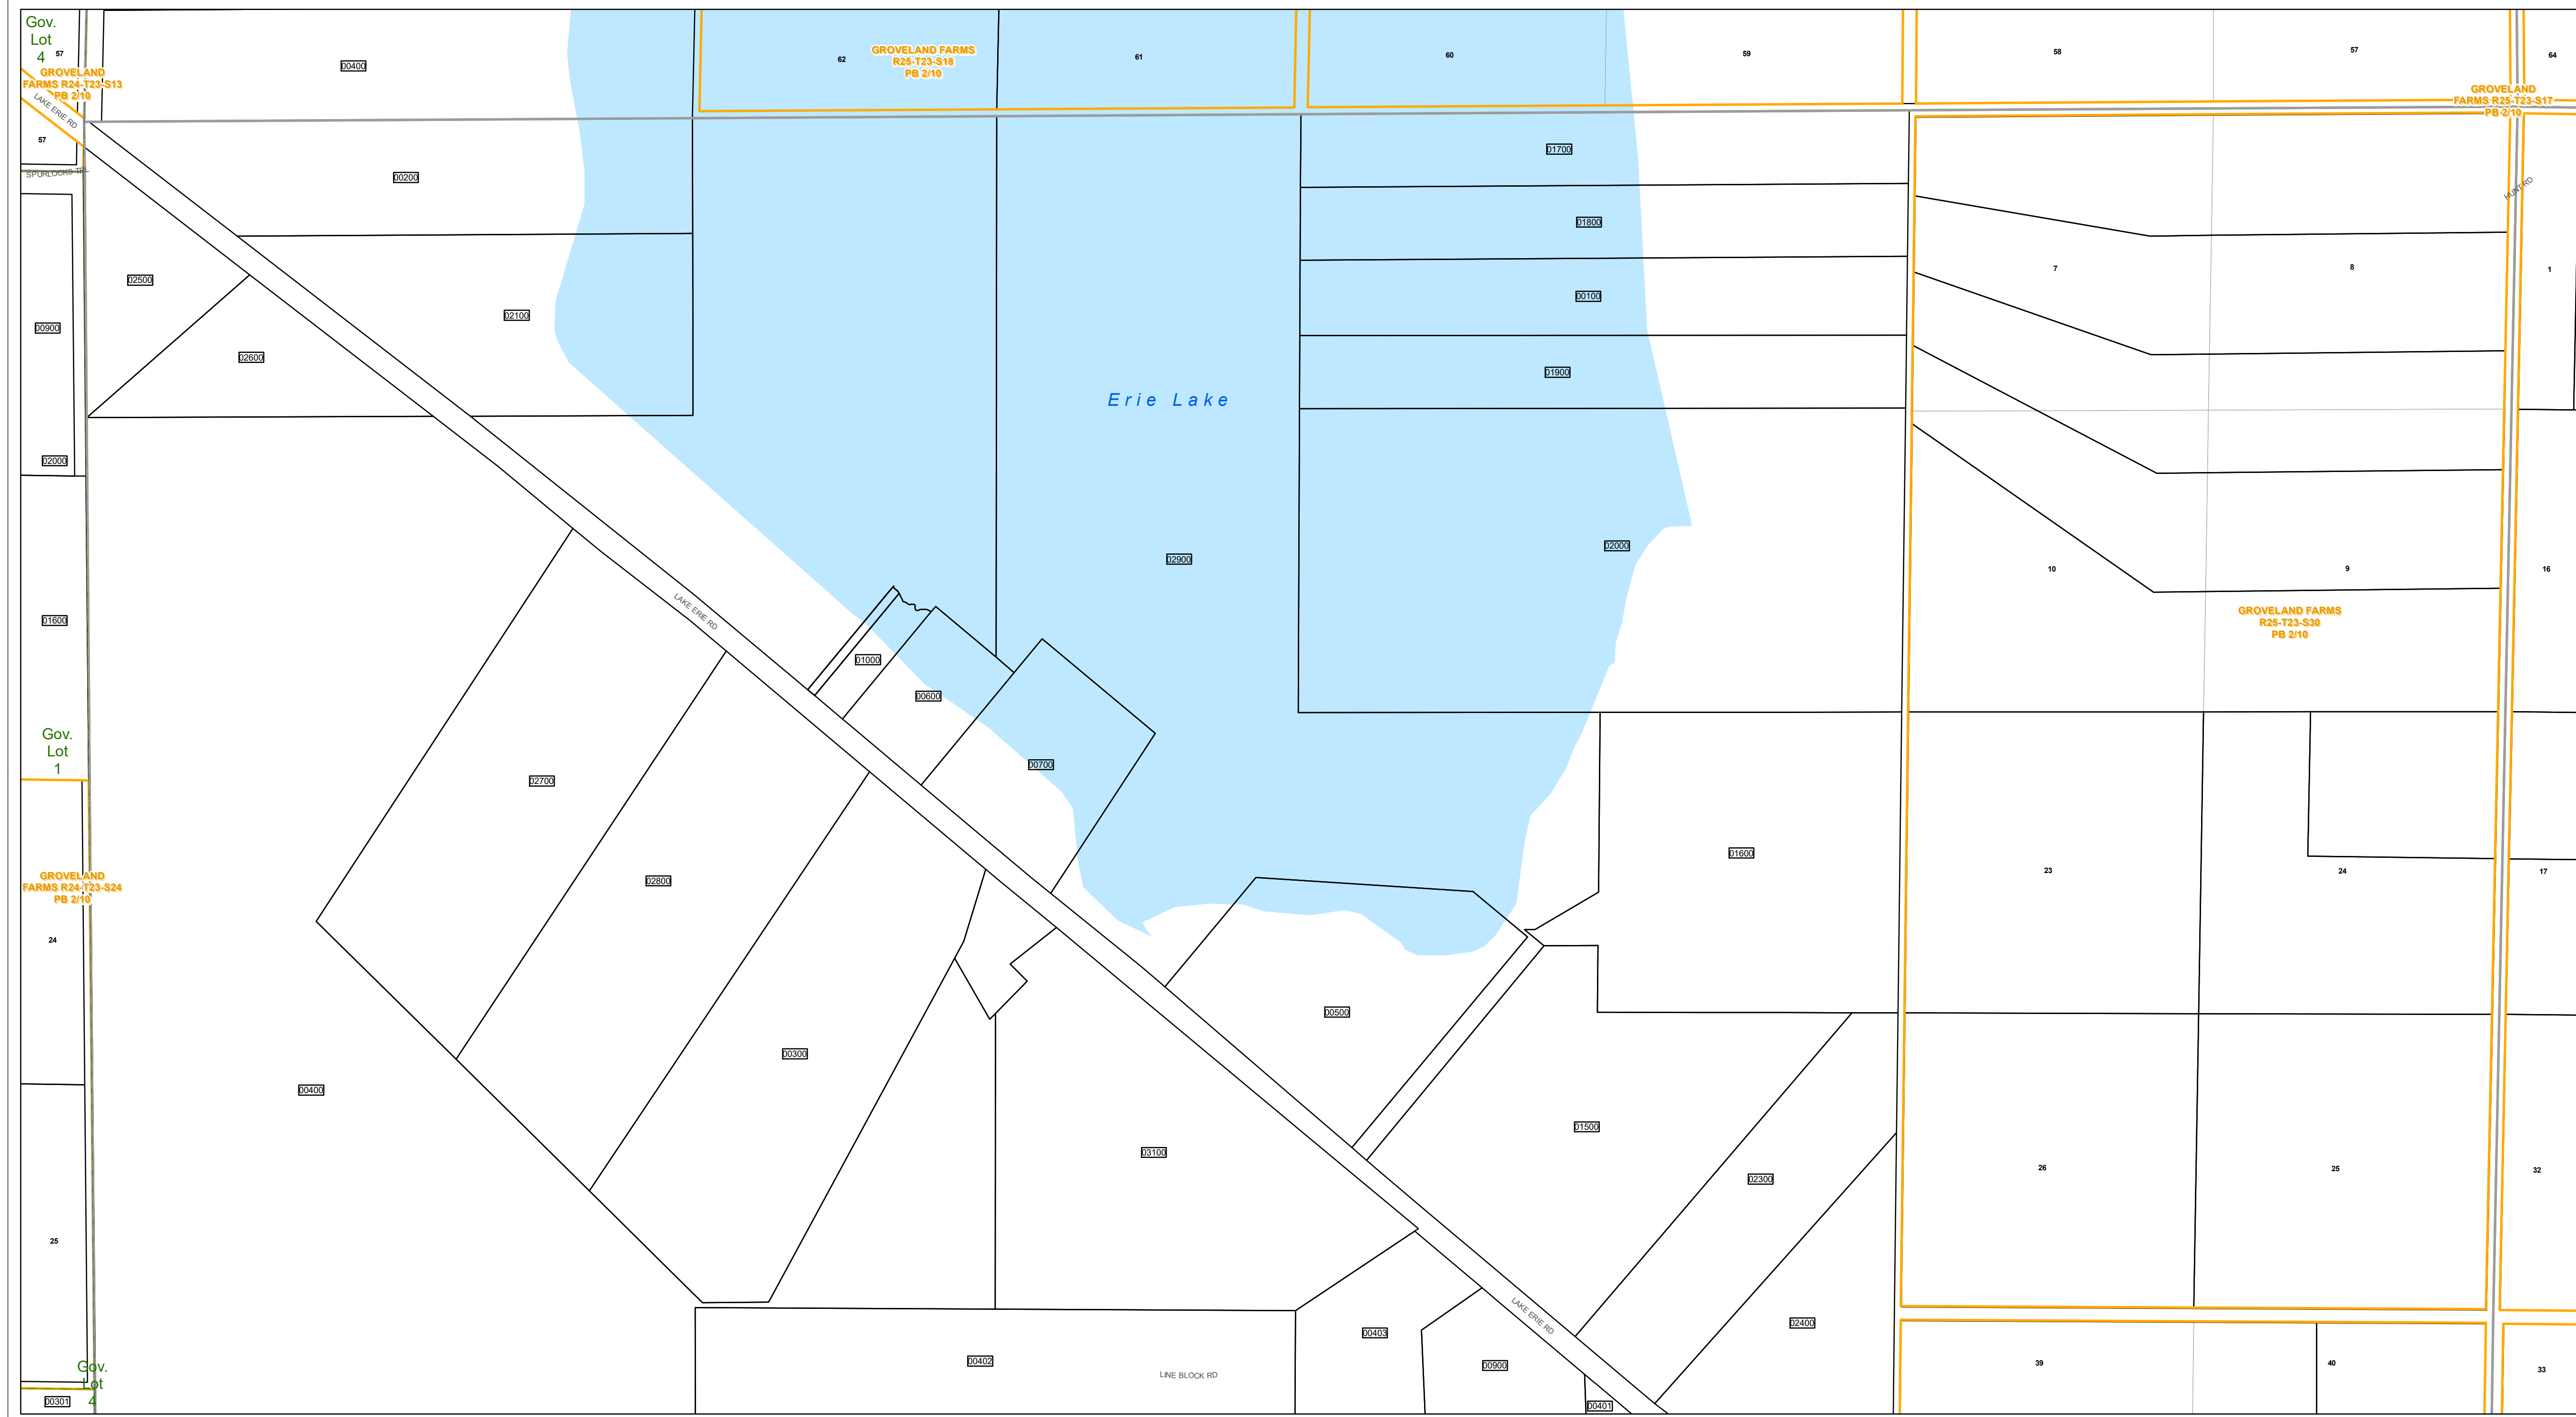 Gov.
Lot
4
57
GROVELAND
FARMS R24-T23-S13
PB 2/10
LAKE ERIE RD
57
SPURLOCKS TRL
00400
62
GROVELAND FARMS
R25-T23-S18
PB 2/10
61
60
59
58
57
64
GROVELAND
FARMS R25-T23-S17
PB 2/10
01700
00200
HUNT RD
01800
02500
7
8
1
00100
02100
00900
02600
01900
Erie Lake
02000
02000
02900
10
9
16
LAKE ERIE RD
01600
GROVELAND FARMS
R25-T23-S30
PB 2/10
01000
00600
Gov.
Lot
1
02700
00700
01600
23
24
17
GROVELAND
FARMS R24-T23-S24
PB 2/10
02800
24
00500
00300
00400
01500
03100
02300
26
25
32
25
LAKE ERIE RD
02400
00403
00402
LINE BLOCK RD
00900
39
40
33
Gov.
Lot
4
00301
00401